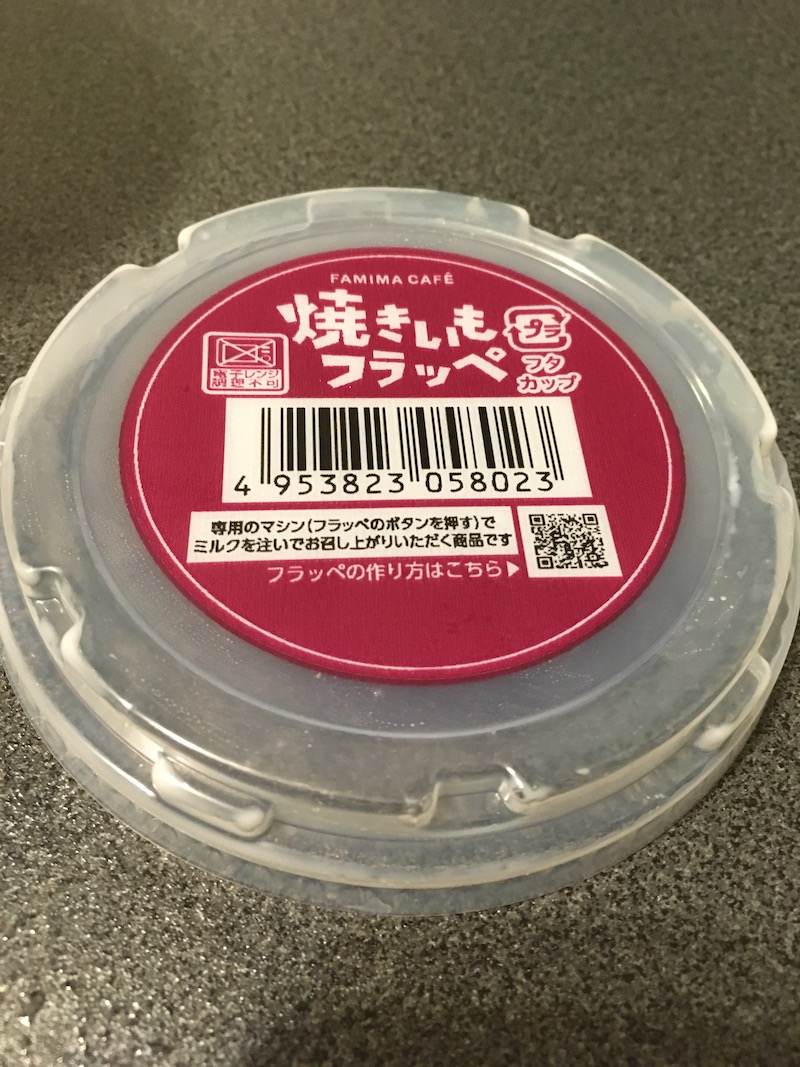 FAMIMA CAFÉ
焼きいも
フラッペ
プラ
フタ
カップ
電子レンジ
調理不可
4 953823 058023
専用のマシン(フラッペのボタンを押す)で
ミルクを注いでお召し上がりいただく商品です
フラッペの作り方はこちら▶